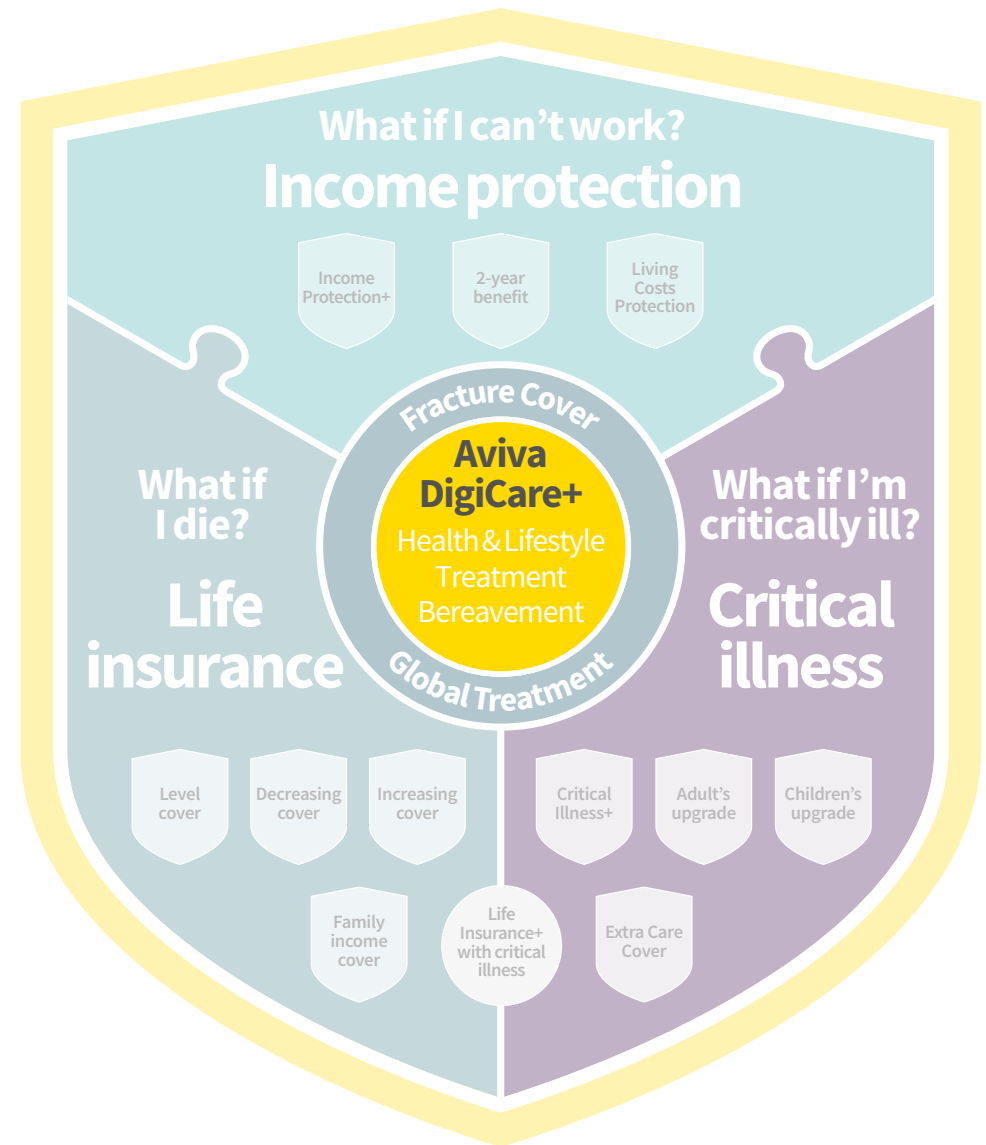 What if I can't work?
Income protection
Income
Protection+
2-year
benefit
Living
Costs
Protection
Fracture Cover
Aviva
DigiCare+
Health & Lifestyle
Treatment
Bereavement
Global Treatment
What if
I die?
Life
insurance
What if I'm
critically ill?
Critical
illness
Level
cover
Decreasing
cover
Increasing
cover
Critical
Illness+
Adult's
upgrade
Children's
upgrade
Family
income
cover
Life
Insurance+
with critical
illness
Extra Care
Cover